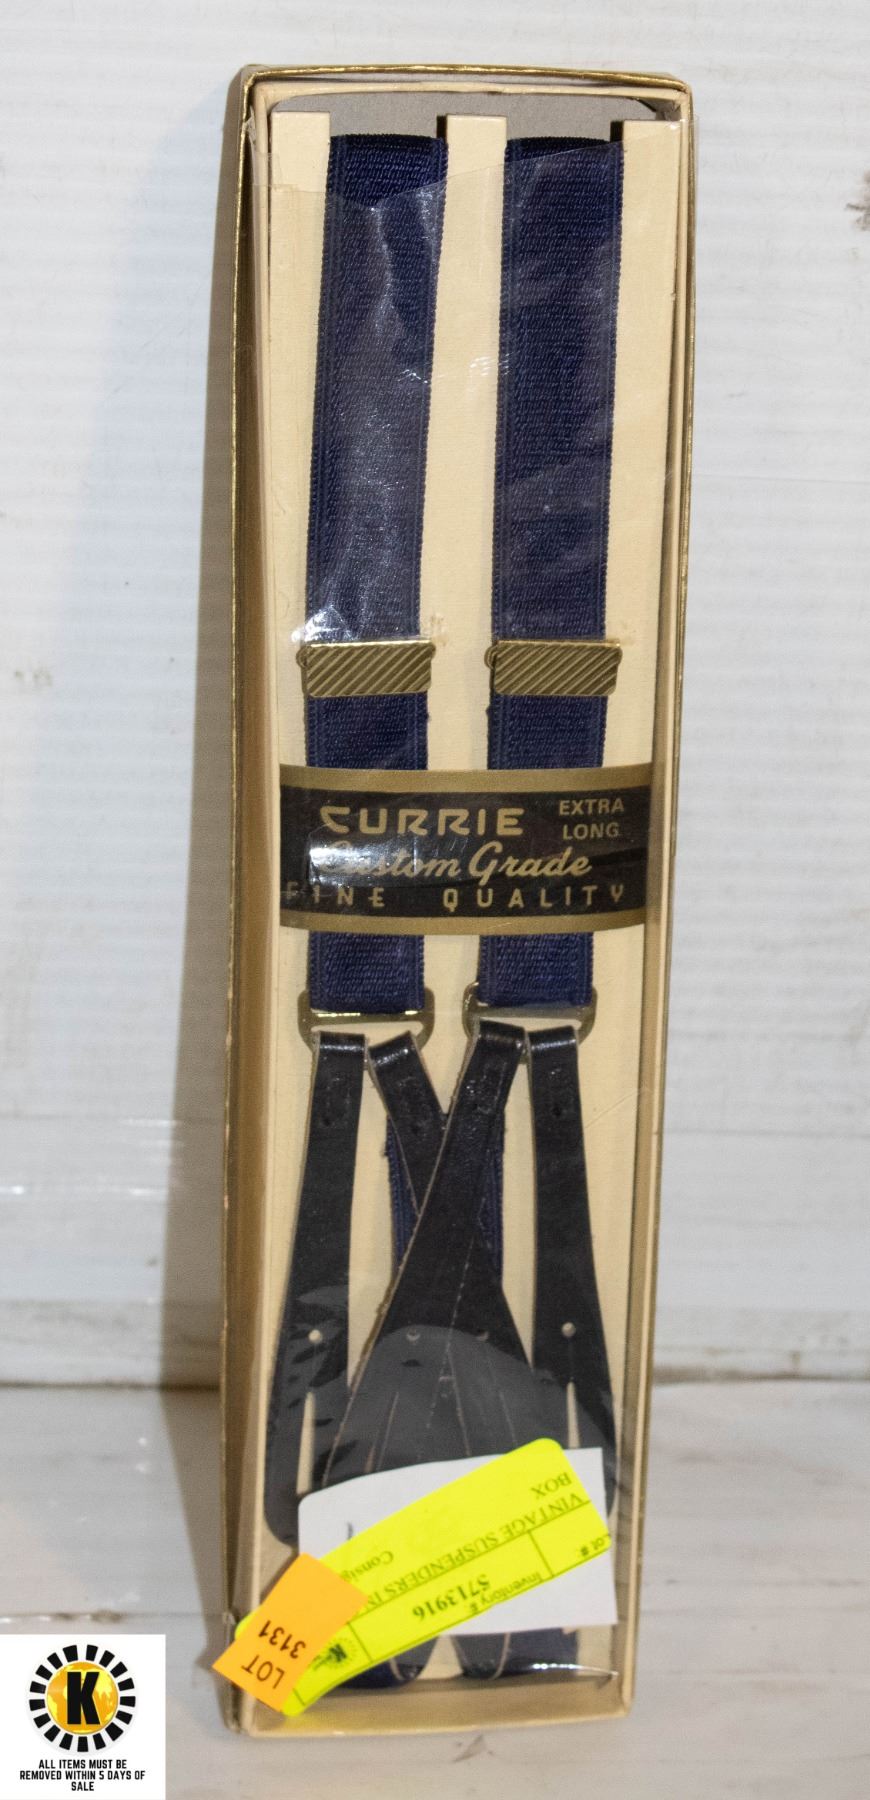 CURRIE EXTRA
LONG
Custom Grade
FINE QUALITY
LOT
3131
Lot #:
VINTAGE SUSPENDERS IN
BOX
Inventory #:
5713916
K
ALL ITEMS MUST BE
REMOVED WITHIN 5 DAYS OF
SALE